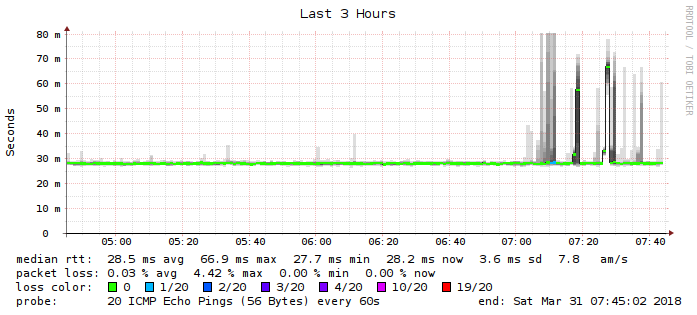 Last 3 Hours
RRDTOOL / TOBI OETIKER
Seconds
80 m
70 m
60 m
50 m
40 m
30 m
20 m
10 m
0
05:00 05:20 05:40 06:00 06:20 06:40 07:00 07:20 07:40
median rtt: 28.5 ms avg 66.9 ms max 27.7 ms min 28.2 ms now 3.6 ms sd 7.8 am/s
packet loss: 0.03 % avg 4.42 % max 0.00 % min 0.00 % now
loss color: 0 1/20 2/20 3/20 4/20 10/20 19/20
probe: 20 ICMP Echo Pings (56 Bytes) every 60s end: Sat Mar 31 07:45:02 2018